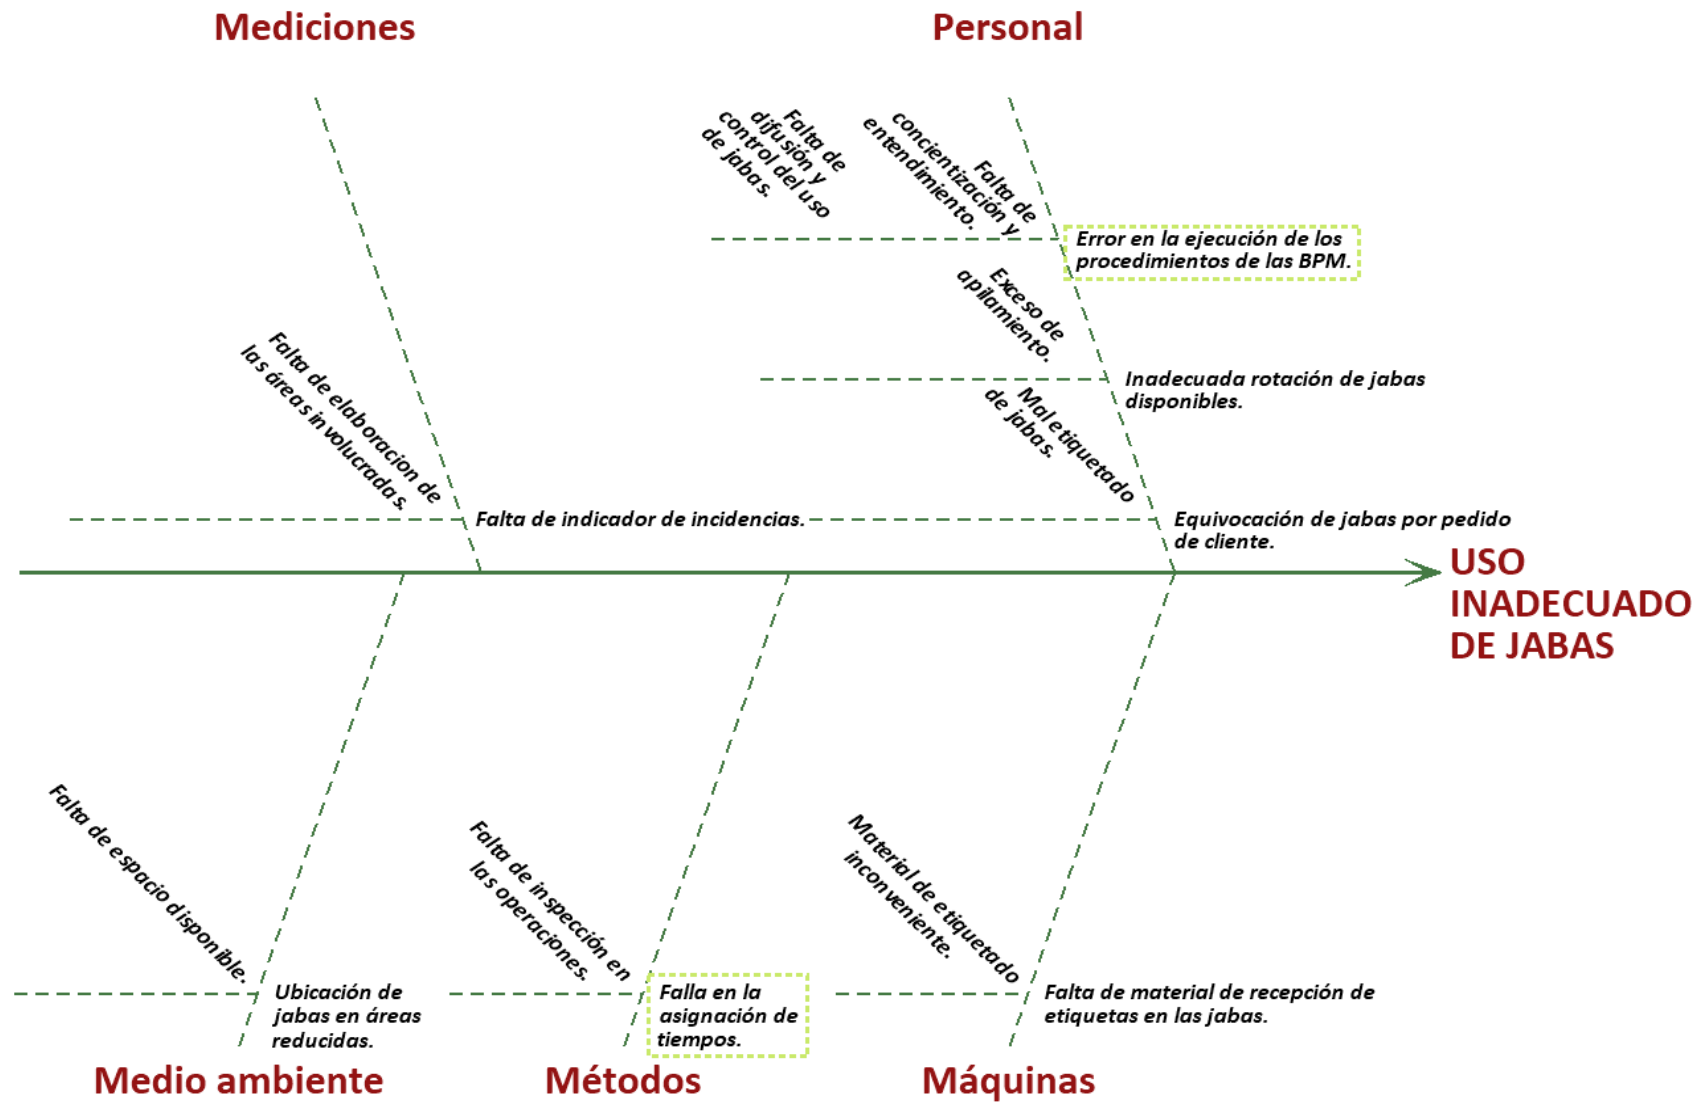 Mediciones
Personal
Falta de
difusión y
control del uso
de jabas.
Falta de
concientización y
entendimiento.
Error en la ejecución de los
procedimientos de las BPM.
Exceso de
apilamiento.
Inadecuada rotación de jabas
disponibles.
Mal etiquetado
de jabas.
Falta de elaboracion de
las áreas involucradas.
Falta de indicador de incidencias.
Equivocación de jabas por pedido
de cliente.
USO
INADECUADO
DE JABAS
Falta de espacio disponible.
Ubicación de
jabas en áreas
reducidas.
Falta de inspección en
las operaciones.
Falla en la
asignación de
tiempos.
Material de etiquetado
inconveniente.
Falta de material de recepción de
etiquetas en las jabas.
Medio ambiente
Métodos
Máquinas